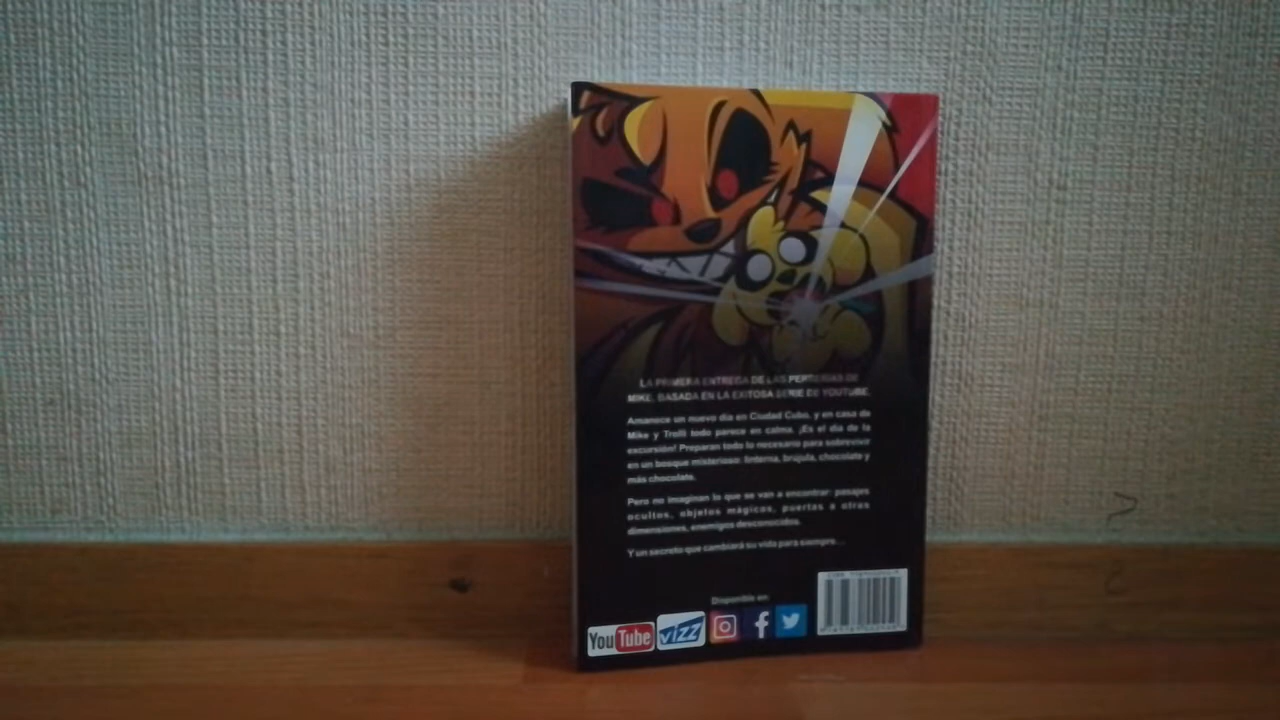 LA PRIMERA ENTREGA DE LAS PERRERÍAS DE
MIKE, BASADA EN LA EXITOSA SERIE DE YOUTUBE.
Amanece un nuevo día en Ciudad Cubo, y en casa de
Mike y Trolli todo parece en calma. ¡Es el día de la
excursión! Preparan todo lo necesario para sobrevivir
en un bosque misterioso: linterna, brújula, chocolate y
más chocolate.
Pero no imaginan lo que se van a encontrar: pasajes
ocultos, objetos mágicos, puertas a otras
dimensiones, enemigos desconocidos.
Y un secreto que cambiará su vida para siempre...
Disponible en:
YouTube vizz f
ISBN